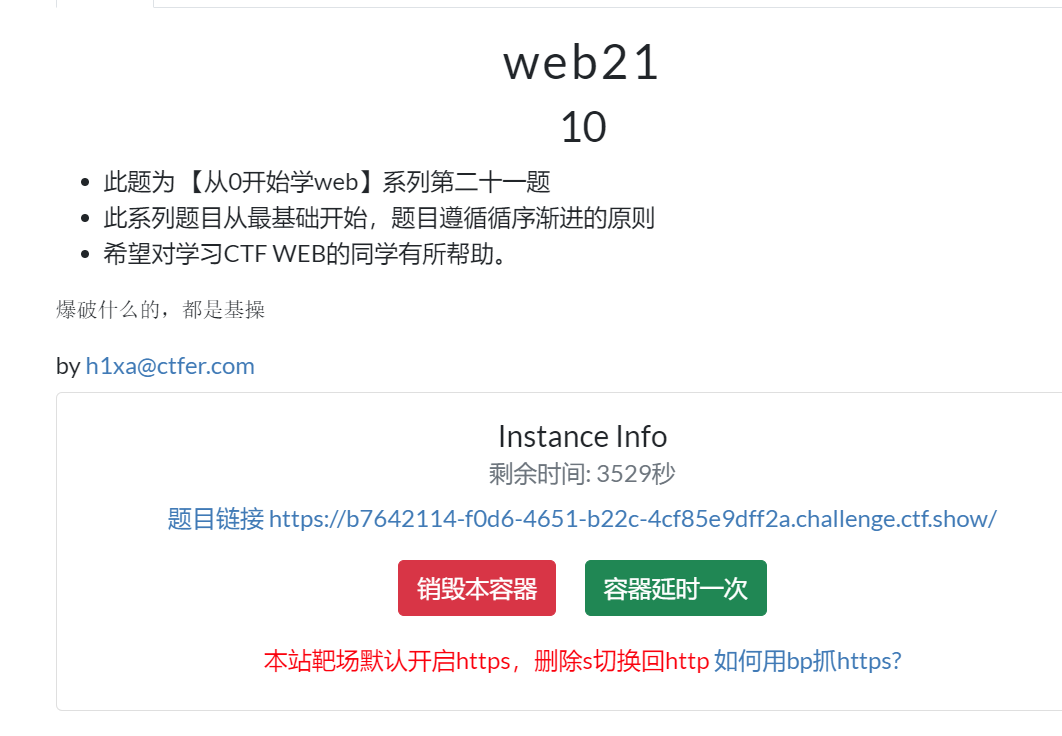 web21
10
此题为 【从0开始学web】系列第二十一题
此系列题目从最基础开始，题目遵循循序渐进的原则
希望对学习CTF WEB的同学有所帮助。
爆破什么的，都是基操
by h1xa@ctfer.com
Instance Info
剩余时间: 3529秒
题目链接 https://b7642114-f0d6-4651-b22c-4cf85e9dff2a.challenge.ctf.show/
销毁本容器 容器延时一次
本站靶场默认开启https，删除s切换回http 如何用bp抓https?